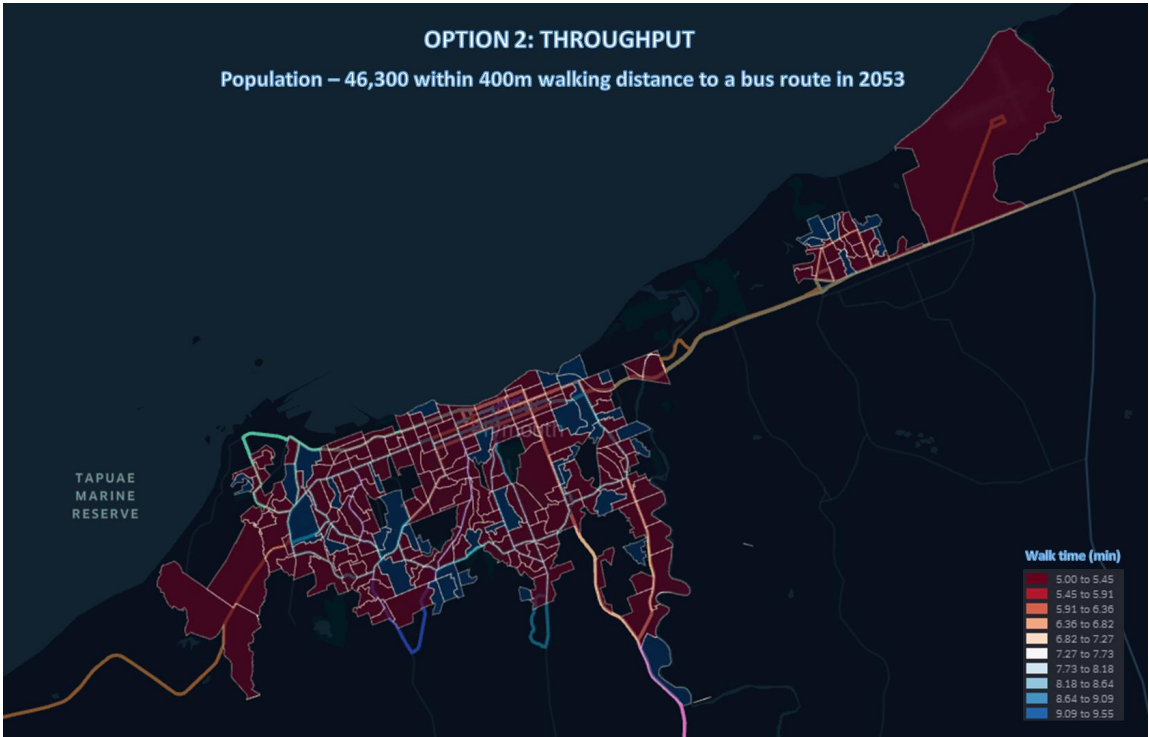 OPTION 2: THROUGHPUT
Population – 46,300 within 400m walking distance to a bus route in 2053
TAPUAE
MARINE
RESERVE
Walk time (min)
5.00 to 5.45
5.45 to 5.91
5.91 to 6.36
6.36 to 6.82
6.82 to 7.27
7.27 to 7.73
7.73 to 8.18
8.18 to 8.64
8.64 to 9.09
9.09 to 9.55